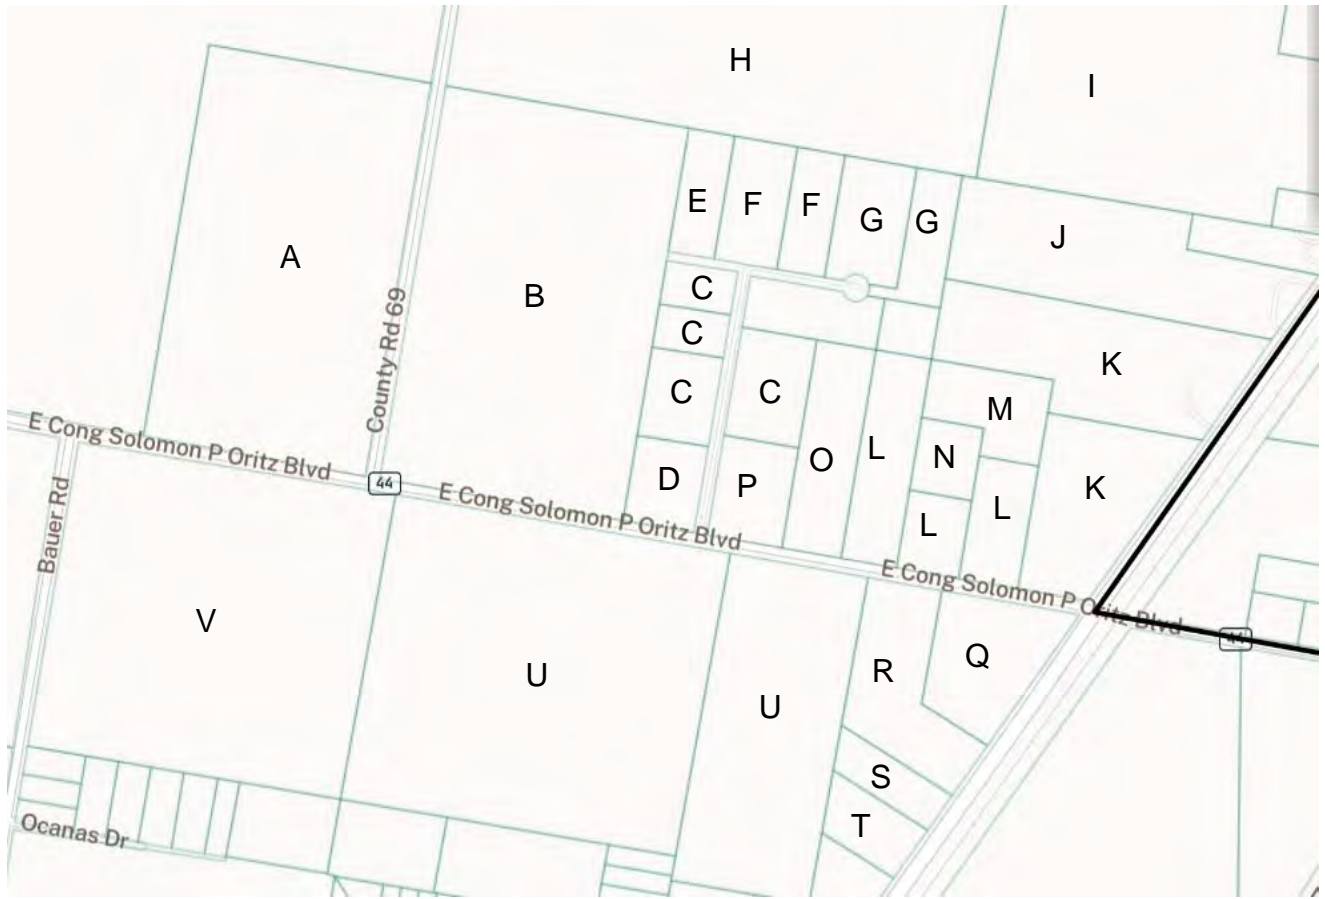 H
I
E
F
F
G
G
J
A
B
C
C
C
C
County Rd 69
K
M
E Cong Solomon P Oritz Blvd
O
L
N
K
D
P
44
E Cong Solomon P Oritz Blvd
L
L
Bauer Rd
E Cong Solomon P Oritz Blvd
44
V
U
R
Q
U
S
T
Ocanas Dr